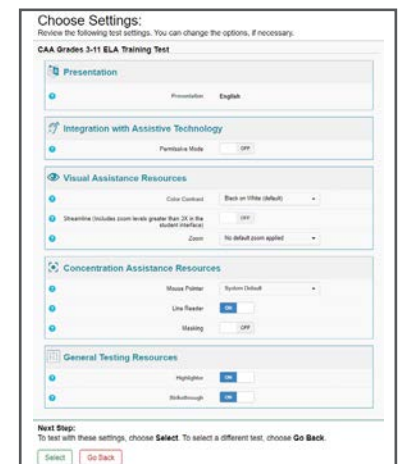 Choose Settings:
Review the following test settings. You can change the options, if necessary.
CAA Grades 3-11 ELA Training Test
Presentation
Presentation English
Integration with Assistive Technology
Permissive Mode OFF
Visual Assistance Resources
Color Contrast Black on White (default)
Streamline (includes zoom levels greater than 3X in the
student interface) OFF
Zoom No default zoom applied
Concentration Assistance Resources
Mouse Pointer System Default
Line Reader ON
Masking OFF
General Testing Resources
Highlighter ON
Strikethrough ON
Next Step:
To test with these settings, choose Select. To select a different test, choose Go Back.
Select Go Back